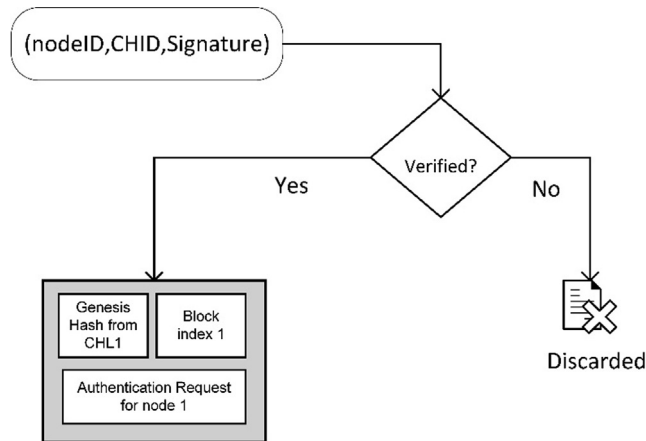 (nodeID,CHID,Signature)
Verified?
Yes
No
Genesis
Hash from
CHL1
Block
index 1
Authentication Request
for node 1
Discarded